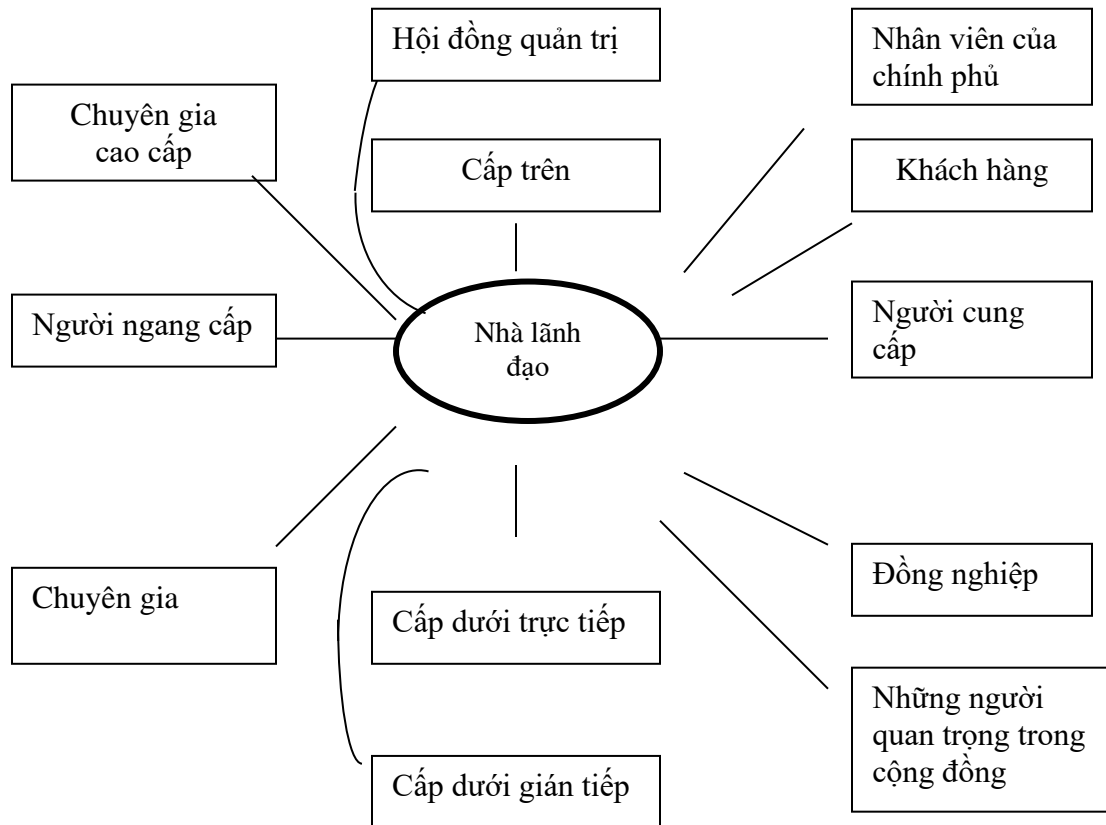 Hội đồng quản trị
Nhân viên của
chính phủ
Chuyên gia
cao cấp
Cấp trên
Khách hàng
Người ngang cấp
Nhà lãnh
đạo
Người cung
cấp
Chuyên gia
Cấp dưới trực tiếp
Đồng nghiệp
Những người
quan trọng trong
cộng đồng
Cấp dưới gián tiếp